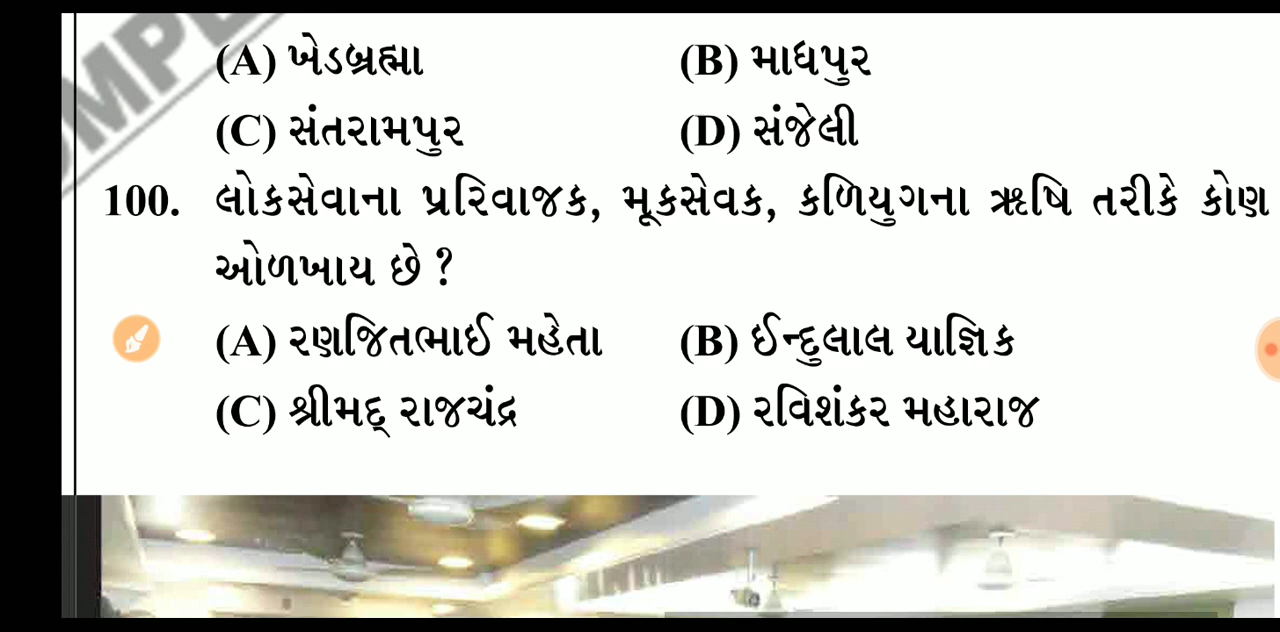 (A) ખેડબ્રહ્મા (B) માધપુર
(C) સંતરામપુર (D) સંજેલી
100. લોકસેવાના પ્રરિવાજક, મૂકસેવક, કળિયુગના ઋષિ તરીકે કોણ
ઓળખાય છે ?
(A) રણજિતભાઈ મહેતા (B) ઈન્દુલાલ યાજ્ઞિક
(C) શ્રીમદ્ રાજચંદ્ર (D) રવિશંકર મહારાજ